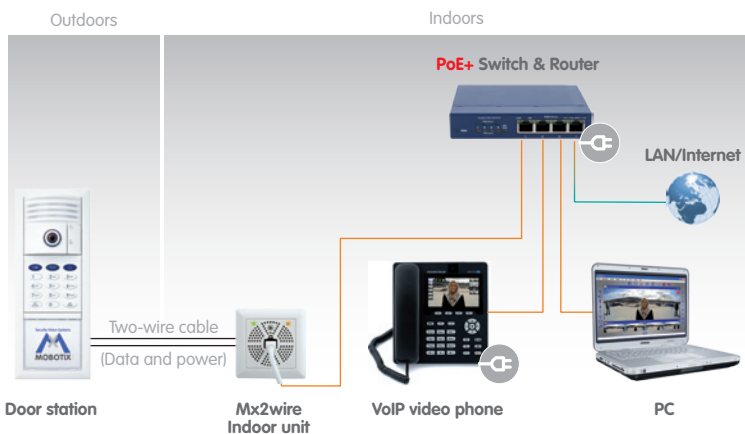 Outdoors
Indoors
PoE+ Switch & Router
LAN/Internet
Two-wire cable
(Data and power)
MOBOTIX
Door station
Mx2wire
Indoor unit
VoIP video phone
PC